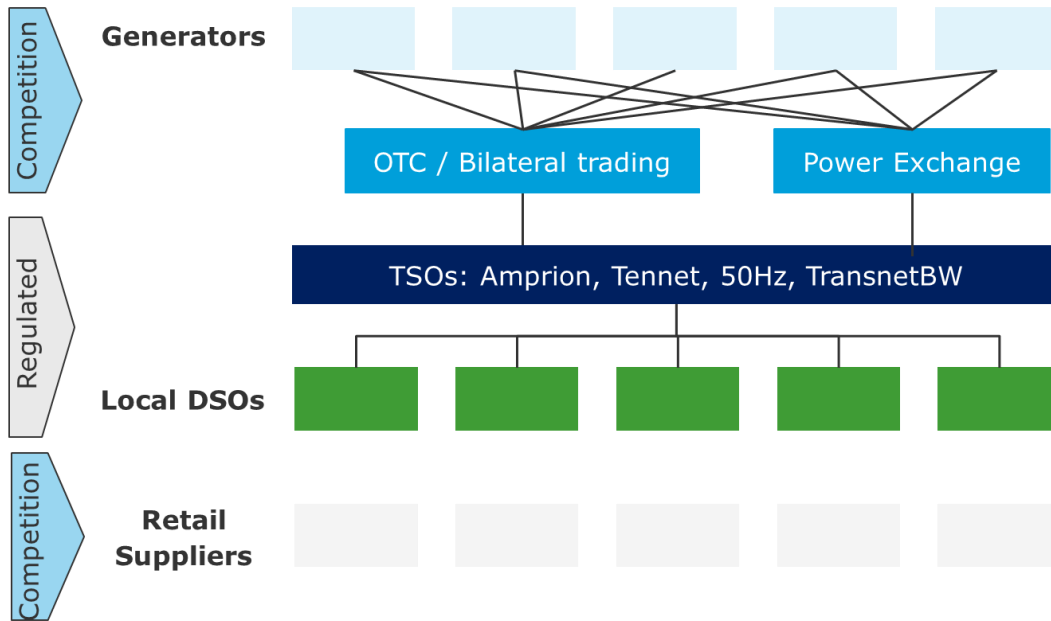 Competition
Generators
OTC / Bilateral trading
Power Exchange
Regulated
TSOs: Amprion, Tennet, 50Hz, TransnetBW
Local DSOs
Competition
Retail
Suppliers